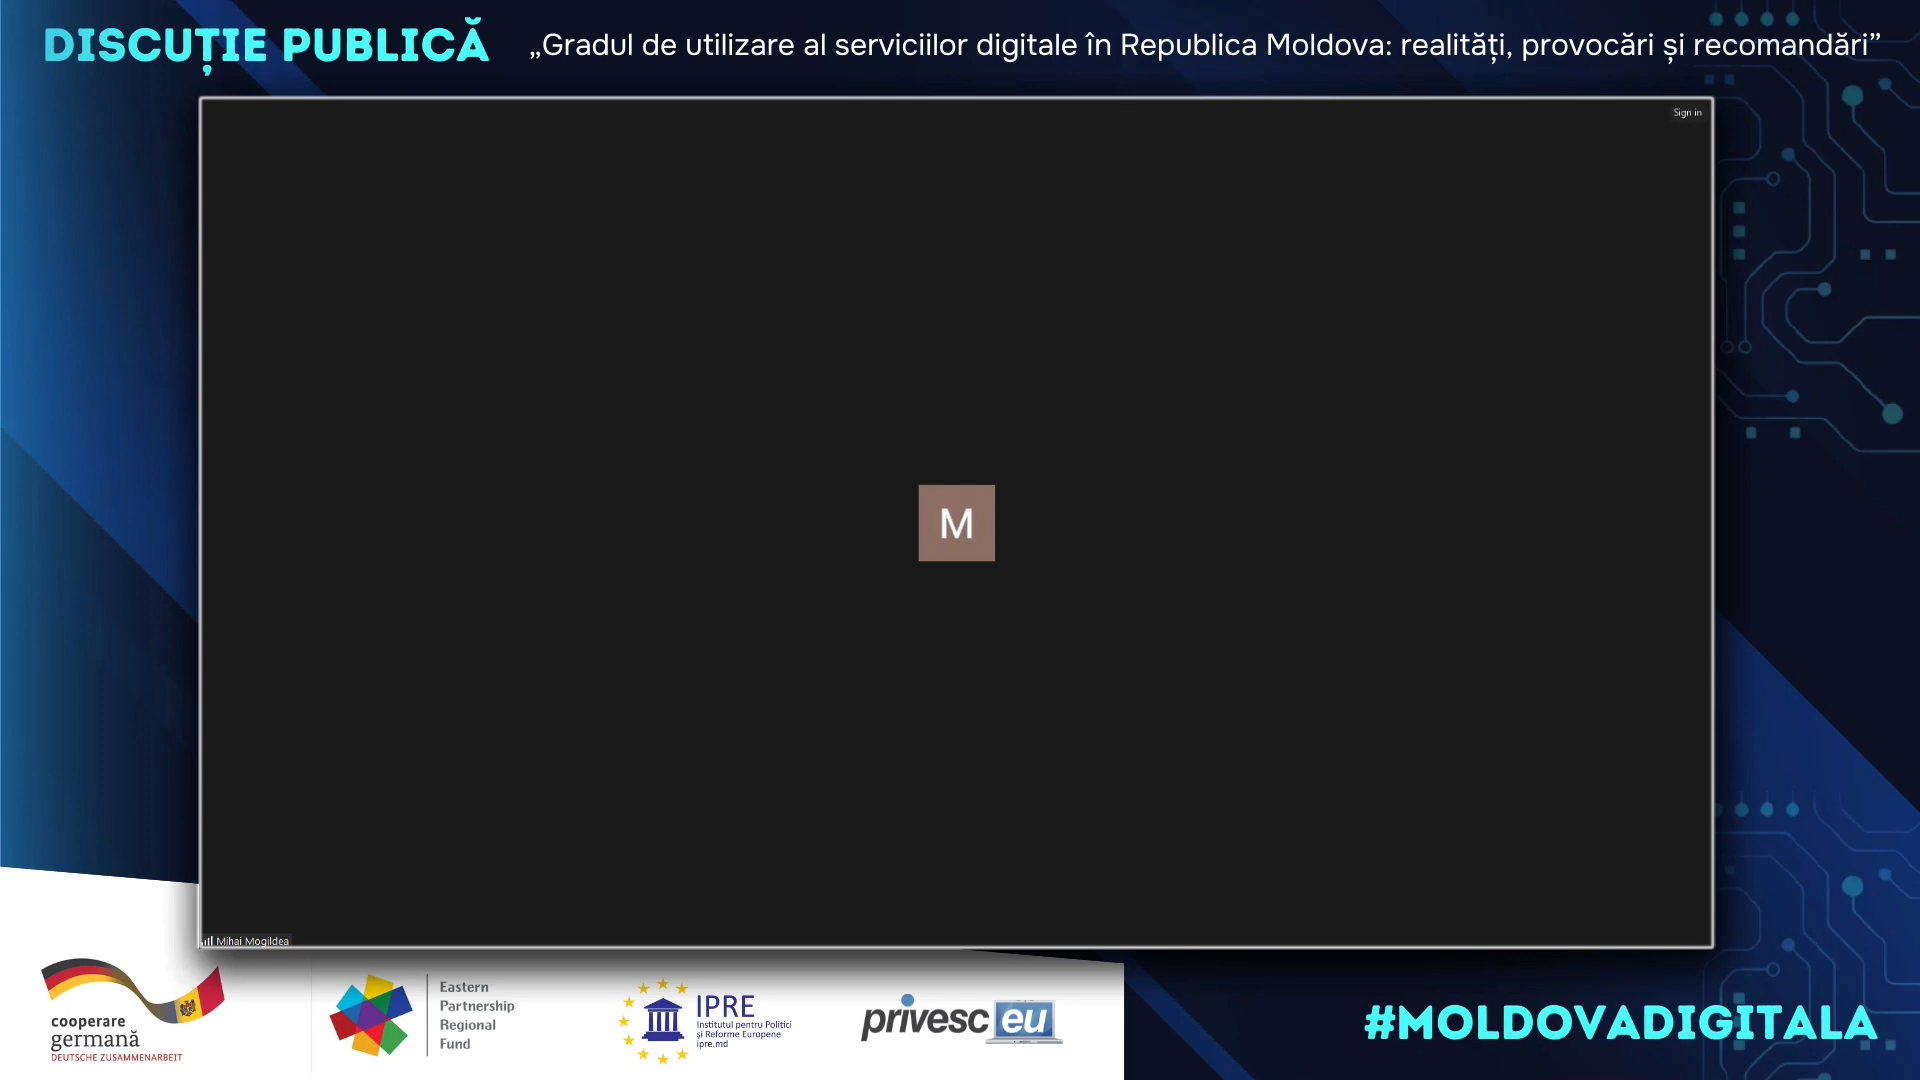 DISCUȚIE PUBLICĂ
„Gradul de utilizare al serviciilor digitale în Republica Moldova: realități, provocări și recomandări”
Sign in
M
Mihai Mogildea
cooperare
germană
DEUTSCHE ZUSAMMENARBEIT
Eastern
Partnership
Regional
Fund
IPRE
Institutul pentru Politici
și Reforme Europene
ipre.md
privesc eu
#MOLDOVADIGITALA